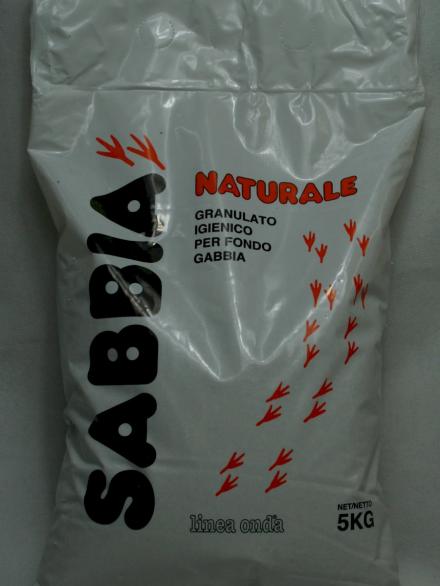 SABBIA
NATURALE
GRANULATO
IGIENICO
PER FONDO
GABBIA
linea onda
NET/NETTO
5KG